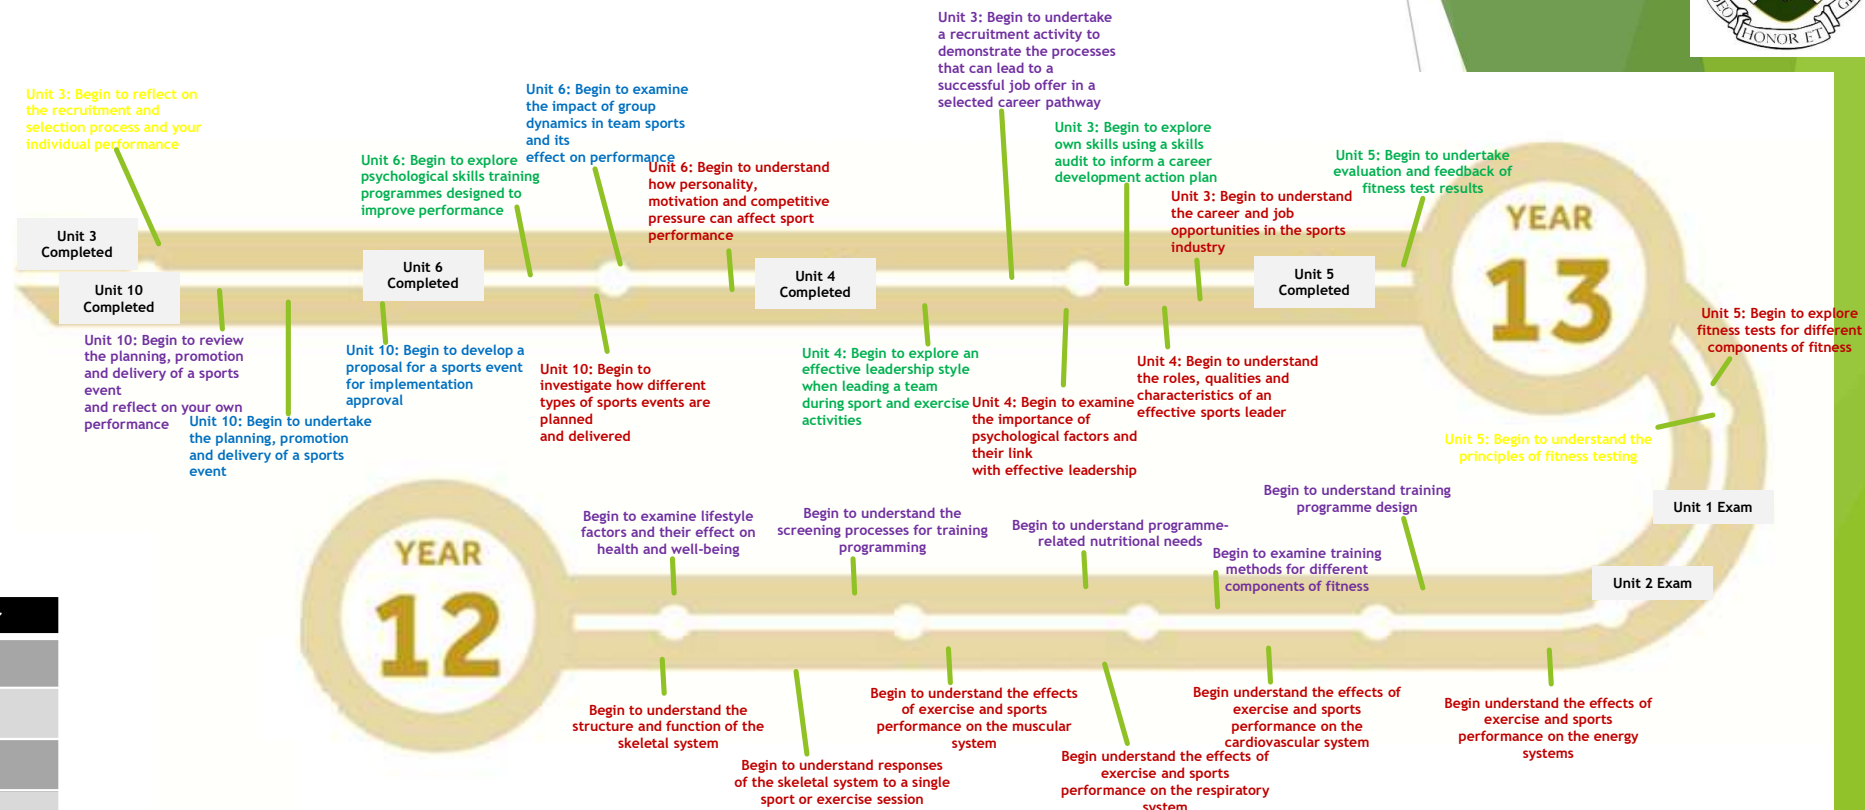 HONOR ET
Unit 3: Begin to undertake
a recruitment activity to
demonstrate the processes
that can lead to a
successful job offer in a
selected career pathway
Unit 3: Begin to reflect on
the recruitment and
selection process and your
individual performance
Unit 6: Begin to examine
the impact of group
dynamics in team sports
and its
effect on performance
Unit 6: Begin to explore
psychological skills training
programmes designed to
improve performance
Unit 6: Begin to understand
how personality,
motivation and competitive
pressure can affect sport
performance
Unit 3: Begin to explore
own skills using a skills
audit to inform a career
development action plan
Unit 3: Begin to understand
the career and job
opportunities in the sports
industry
Unit 5: Begin to undertake
evaluation and feedback of
fitness test results
YEAR
13
Unit 3
Completed
Unit 10
Completed
Unit 6
Completed
Unit 4
Completed
Unit 5
Completed
Unit 10: Begin to review
the planning, promotion
and delivery of a sports
event
and reflect on your own
performance
Unit 10: Begin to undertake
the planning, promotion
and delivery of a sports
event
Unit 10: Begin to develop a
proposal for a sports event
for implementation
approval
Unit 10: Begin to
investigate how different
types of sports events are
planned
and delivered
Unit 4: Begin to explore an
effective leadership style
when leading a team
during sport and exercise
activities
Unit 4: Begin to examine
the importance of
psychological factors and
their link
with effective leadership
Unit 4: Begin to understand
the roles, qualities and
characteristics of an
effective sports leader
Unit 5: Begin to explore
fitness tests for different
components of fitness
Unit 5: Begin to understand the
principles of fitness testing
Unit 1 Exam
Unit 2 Exam
YEAR
12
Begin to examine lifestyle
factors and their effect on
health and well-being
Begin to understand the
screening processes for training
programming
Begin to understand programme-
related nutritional needs
Begin to examine training
methods for different
components of fitness
Begin to understand training
programme design
Begin to understand the
structure and function of the
skeletal system
Begin to understand responses
of the skeletal system to a single
sport or exercise session
Begin to understand the effects
of exercise and sports
performance on the muscular
system
Begin understand the effects of
exercise and sports
performance on the respiratory
system
Begin understand the effects of
exercise and sports
performance on the
cardiovascular system
Begin understand the effects of
exercise and sports
performance on the energy
systems